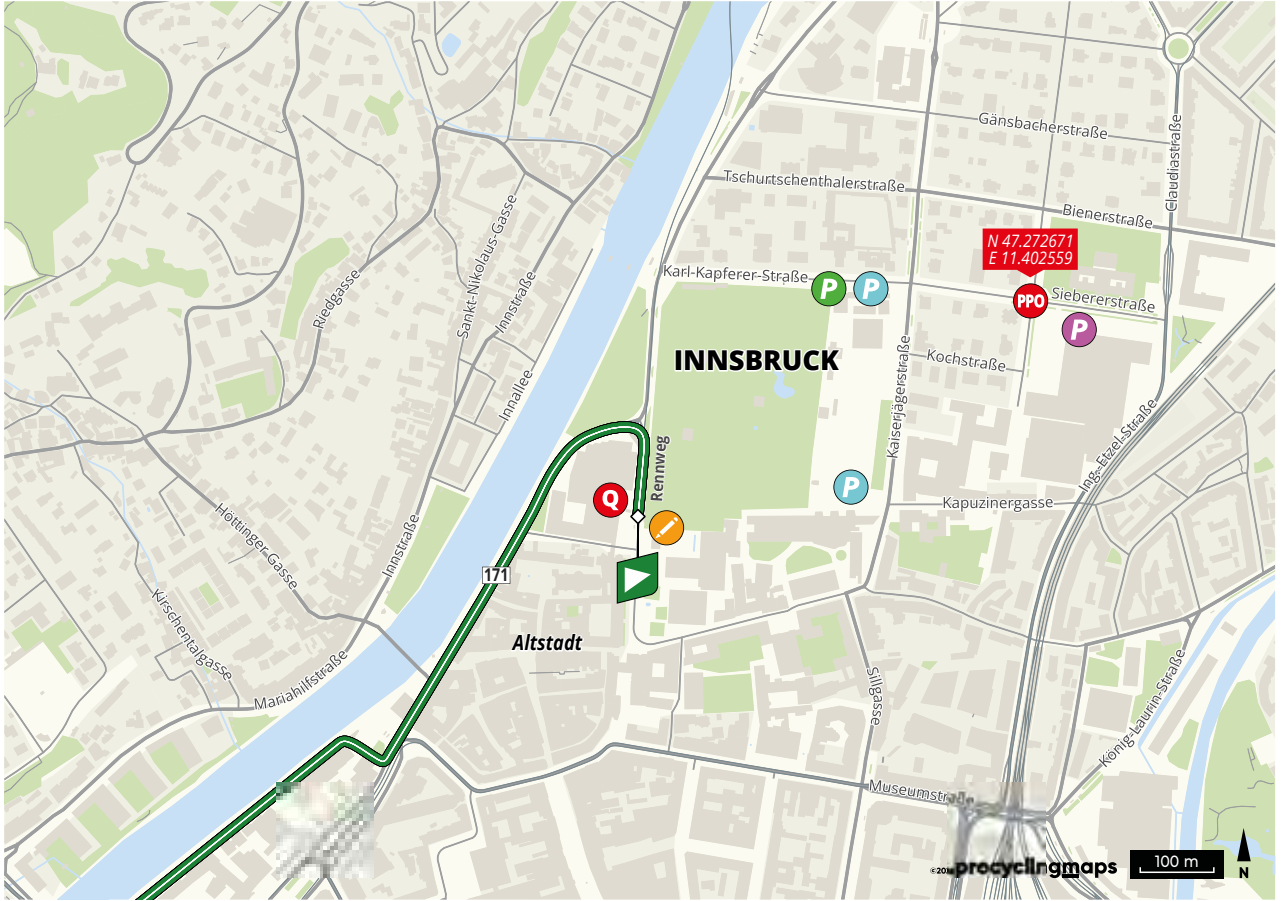 Gänsbacherstraße
Claudiastraße
Tschurtschenthalerstraße
Bienerstraße
N 47.272671
E 11.402559
Sankt-Nikolaus-Gasse
Riedgasse
Innstraße
Karl-Kapferer-Straße
P
P
PPO
Siebererstraße
P
INNSBRUCK
Kochstraße
Kaiserjägerstraße
Innallee
Rennweg
Ing.-Etzel-Straße
Q
P
Kapuzinergasse
Höttinger Gasse
Innstraße
171
Kirschentalgasse
Altstadt
Mariahilfstraße
Sillgasse
König-Laurin-Straße
procyclingmaps
100 m
N